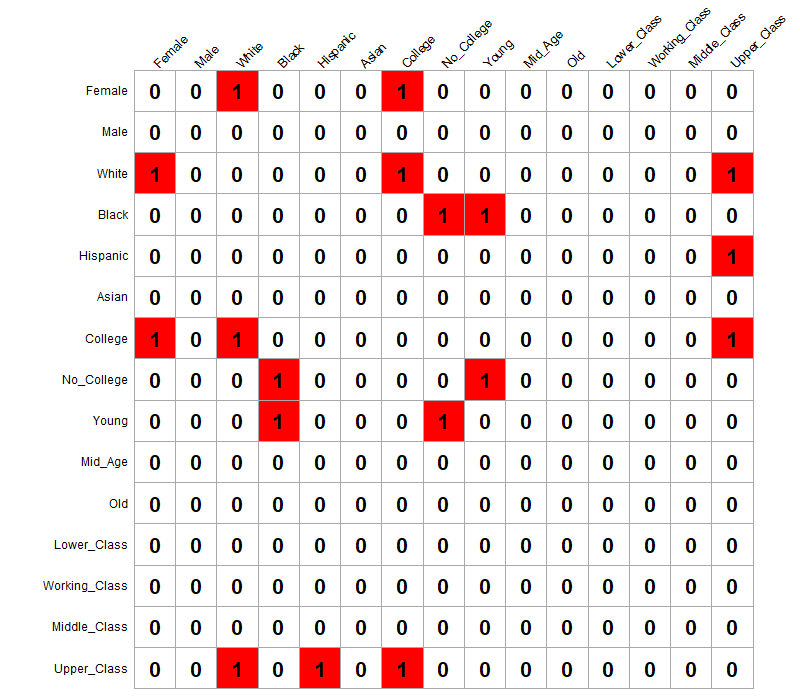 Female Male White Black Hispanic Asian College No_College Young Mid_Age Old Lower_Class Working_Class Middle_Class Upper_Class
Female 0 0 1 0 0 0 1 0 0 0 0 0 0 0 0
Male 0 0 0 0 0 0 0 0 0 0 0 0 0 0 0
White 1 0 0 0 0 0 1 0 0 0 0 0 0 0 1
Black 0 0 0 0 0 0 0 1 1 0 0 0 0 0 0
Hispanic 0 0 0 0 0 0 0 0 0 0 0 0 0 0 1
Asian 0 0 0 0 0 0 0 0 0 0 0 0 0 0 0
College 1 0 1 0 0 0 0 0 0 0 0 0 0 0 1
No_College 0 0 0 1 0 0 0 0 1 0 0 0 0 0 0
Young 0 0 0 1 0 0 0 1 0 0 0 0 0 0 0
Mid_Age 0 0 0 0 0 0 0 0 0 0 0 0 0 0 0
Old 0 0 0 0 0 0 0 0 0 0 0 0 0 0 0
Lower_Class 0 0 0 0 0 0 0 0 0 0 0 0 0 0 0
Working_Class 0 0 0 0 0 0 0 0 0 0 0 0 0 0 0
Middle_Class 0 0 0 0 0 0 0 0 0 0 0 0 0 0 0
Upper_Class 0 0 1 0 1 0 1 0 0 0 0 0 0 0 0